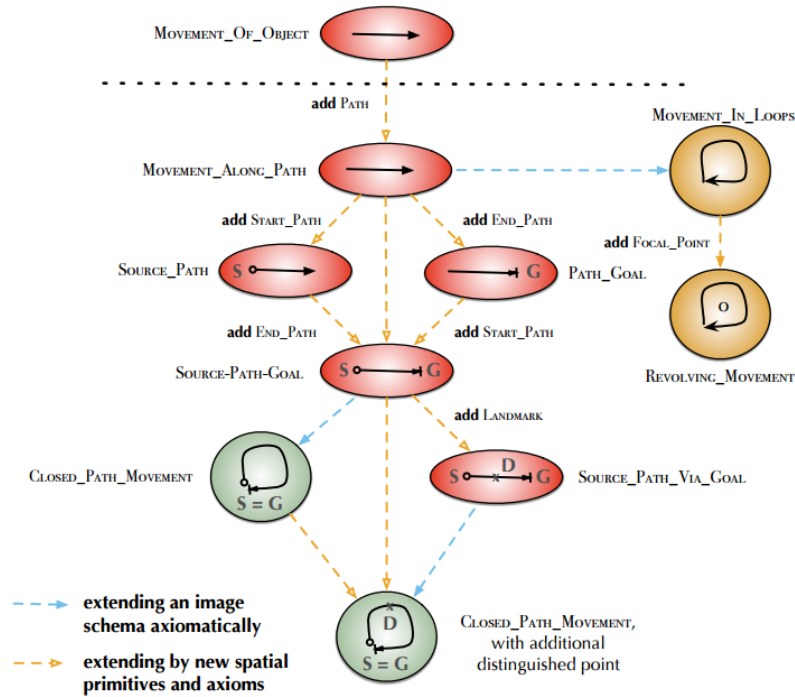 MOVEMENT_OF_OBJECT
add PATH
MOVEMENT_IN_LOOPS
MOVEMENT_ALONG_PATH
add START_PATH
add END_PATH
add FOCAL_POINT
SOURCE_PATH
S
G
PATH_GOAL
O
add END_PATH
add START_PATH
SOURCE-PATH-GOAL
S
G
REVOLVING_MOVEMENT
add LANDMARK
CLOSED_PATH_MOVEMENT
S = G
S
D
x
G
SOURCE_PATH_VIA_GOAL
extending an image
schema axiomatically
extending by new spatial
primitives and axioms
x
D
S = G
CLOSED_PATH_MOVEMENT,
with additional
distinguished point